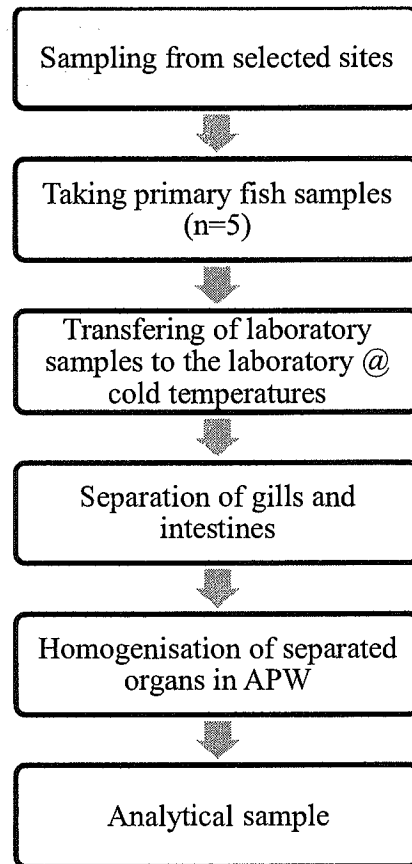 Sampling from selected sites
Taking primary fish samples
(n=5)
Transfering of laboratory
samples to the laboratory @
cold temperatures
Separation of gills and
intestines
Homogenisation of separated
organs in APW
Analytical sample